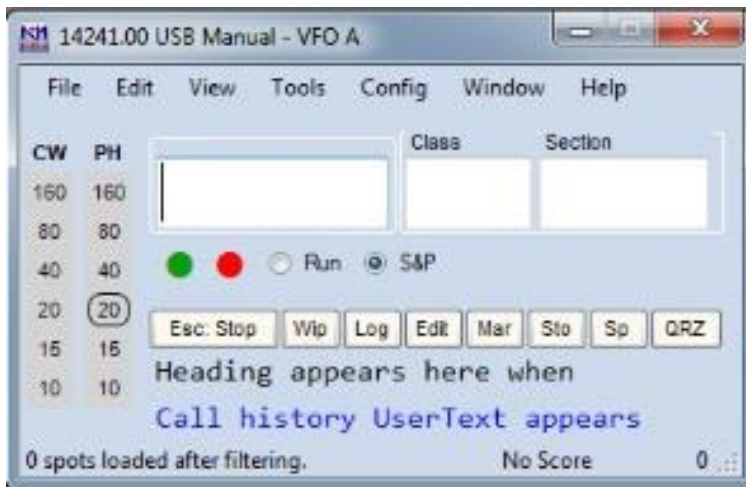 14241.00 USB Manual - VFO A
File Edit View Tools Config Window Help
CW PH Class Section
160 160
80 80
40 40 Run S&P
20 20
Esc: Stop Wip Log Edit Mar Sto Sp QRZ
15 15
Heading appears here when
10 10
Call history UserText appears
0 spots loaded after filtering. No Score 0